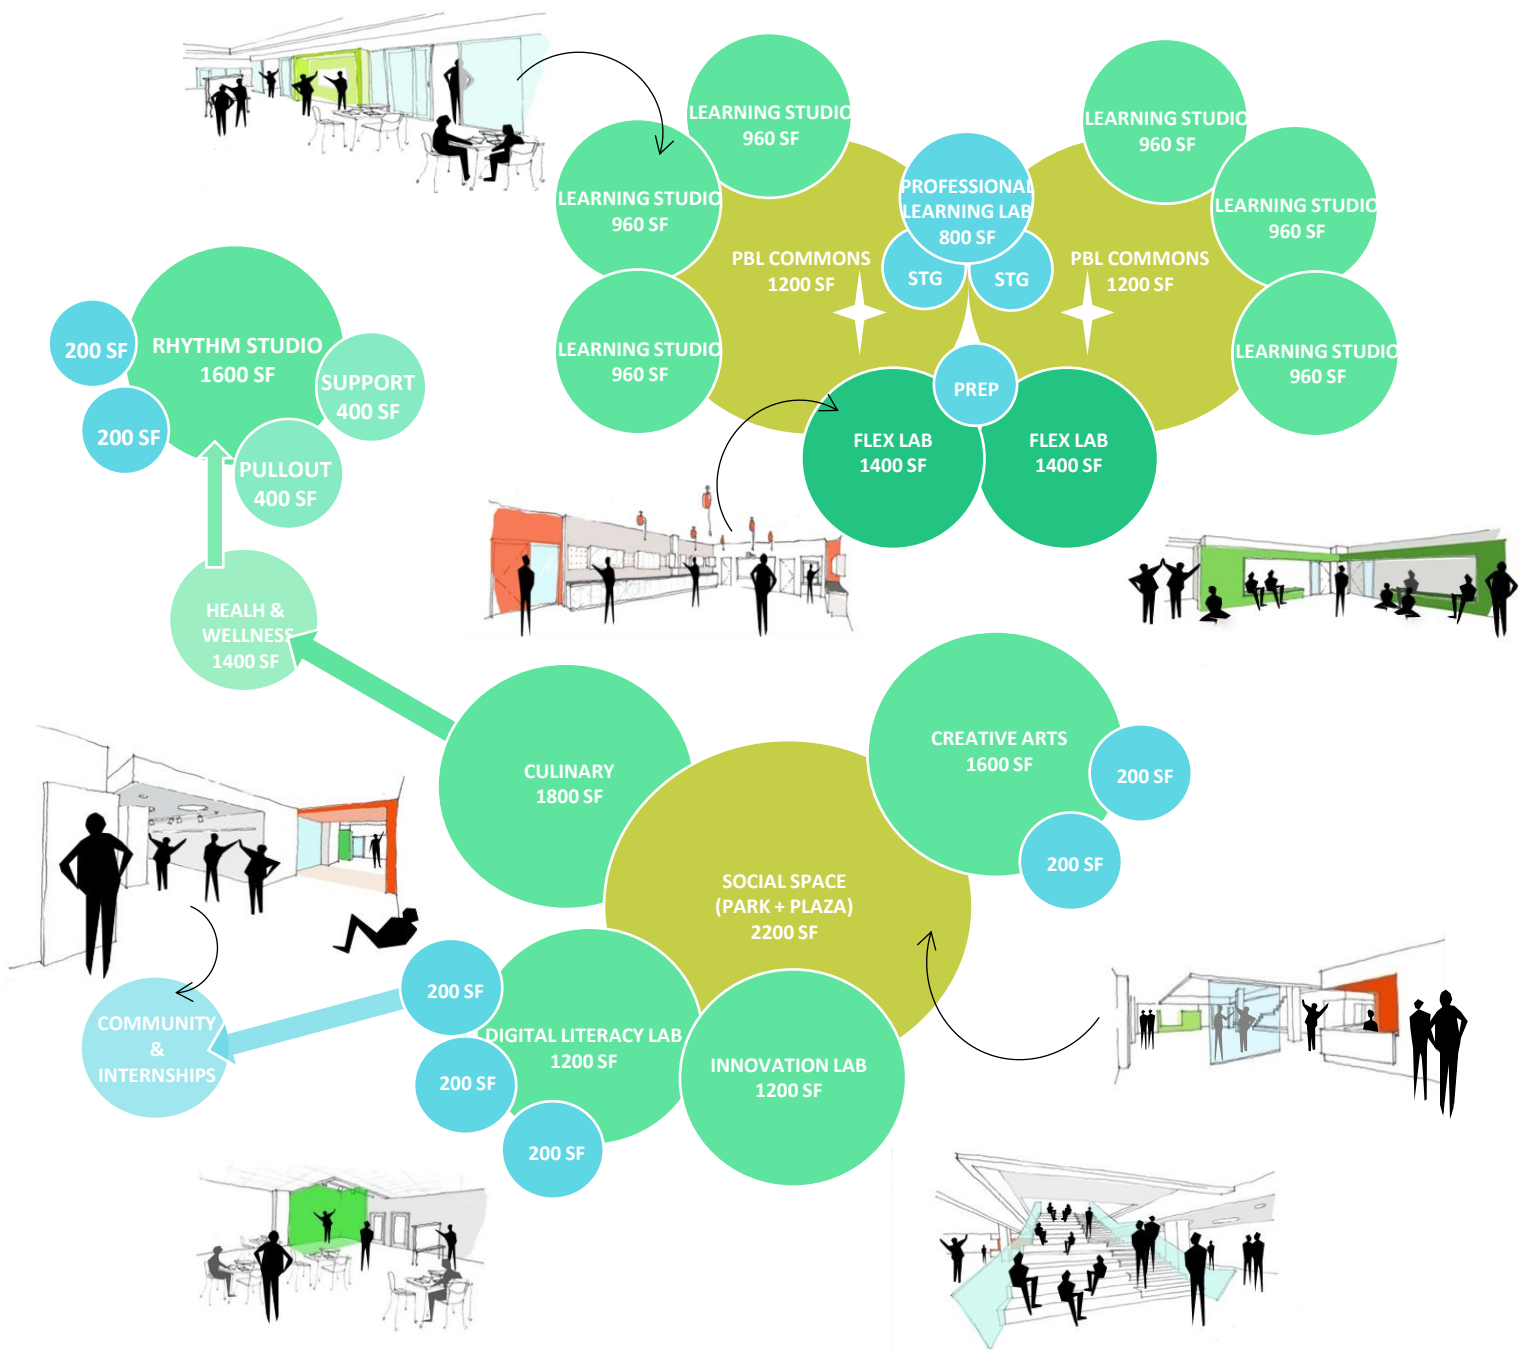 LEARNING STUDIO
960 SF
LEARNING STUDIO
960 SF
LEARNING STUDIO
960 SF
PROFESSIONAL
LEARNING LAB
800 SF
STG
STG
PBL COMMONS
1200 SF
PBL COMMONS
1200 SF
LEARNING STUDIO
960 SF
LEARNING STUDIO
960 SF
LEARNING STUDIO
960 SF
PREP
FLEX LAB
1400 SF
FLEX LAB
1400 SF
RHYTHM STUDIO
1600 SF
200 SF
200 SF
SUPPORT
400 SF
PULLOUT
400 SF
HEALH &
WELLNESS
1400 SF
CULINARY
1800 SF
CREATIVE ARTS
1600 SF
200 SF
200 SF
SOCIAL SPACE
(PARK + PLAZA)
2200 SF
200 SF
DIGITAL LITERACY LAB
1200 SF
200 SF
200 SF
INNOVATION LAB
1200 SF
COMMUNITY
&
INTERNSHIPS